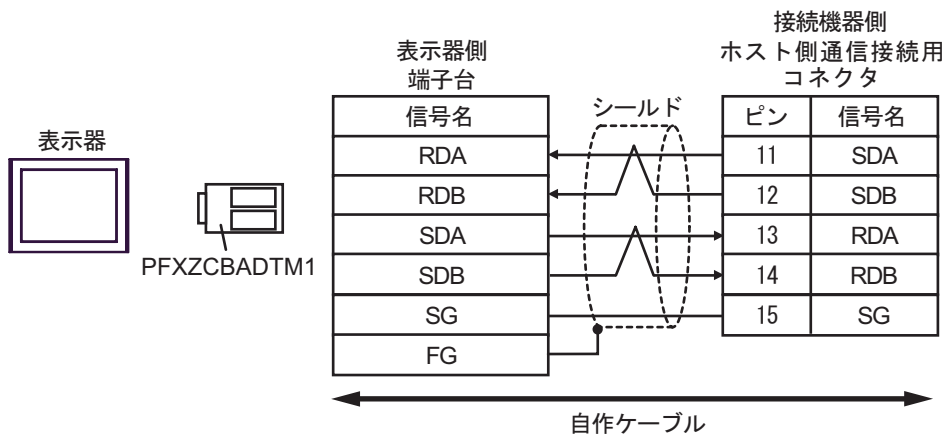 接続機器側
表示器側
ホスト側通信接続用
端子台
コネクタ
信号名
シールド
ピン
信号名
表示器
RDA
11
SDA
RDB
12
SDB
SDA
13
RDA
PFXZCBADTM1
SDB
14
RDB
SG
15
SG
FG
自作ケーブル